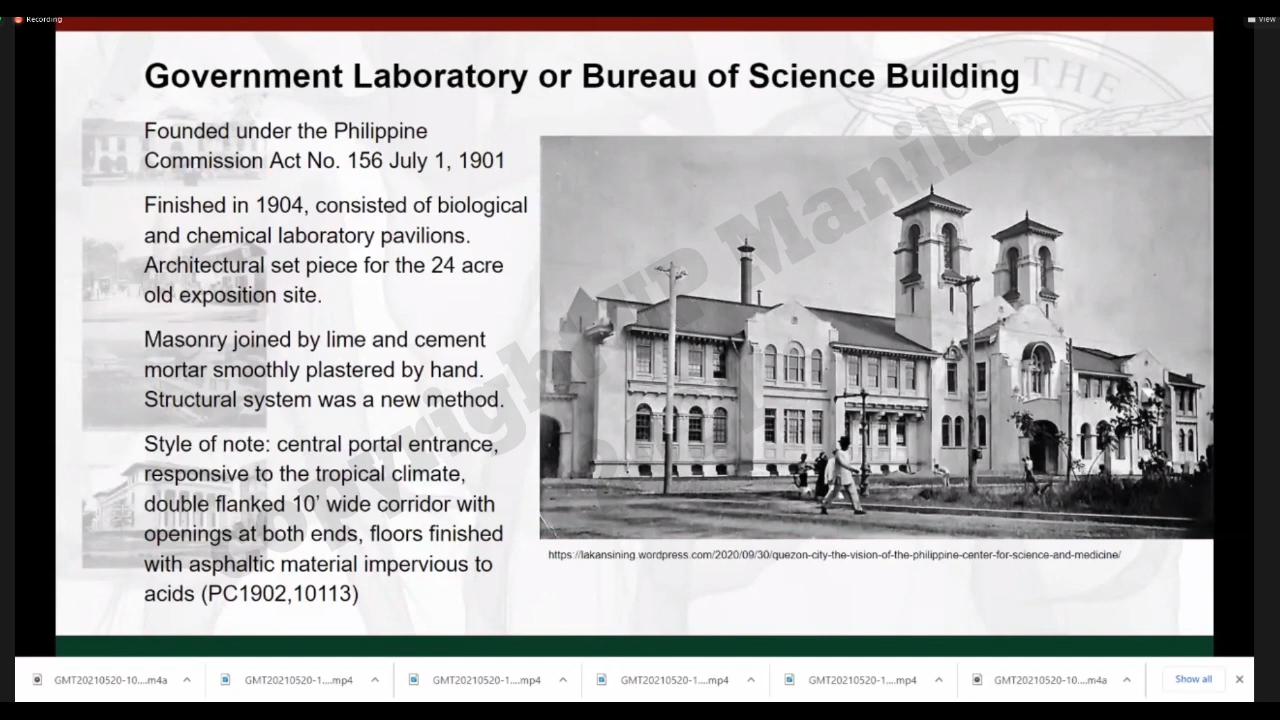 Recording
View
Government Laboratory or Bureau of Science Building
Founded under the Philippine
Commission Act No. 156 July 1, 1901
Finished in 1904, consisted of biological
and chemical laboratory pavilions.
Architectural set piece for the 24 acre
old exposition site.
Masonry joined by lime and cement
mortar smoothly plastered by hand.
Structural system was a new method.
Style of note: central portal entrance,
responsive to the tropical climate,
double flanked 10’ wide corridor with
openings at both ends, floors finished
with asphaltic material impervious to
acids (PC1902,10113)
OF THE
Copyright UP Manila
https://lakansining.wordpress.com/2020/09/30/quezon-city-the-vision-of-the-philippine-center-for-science-and-medicine/
GMT20210520-10....m4a
GMT20210520-1....mp4
GMT20210520-1....mp4
GMT20210520-1....mp4
GMT20210520-1....mp4
GMT20210520-10....m4a
Show all